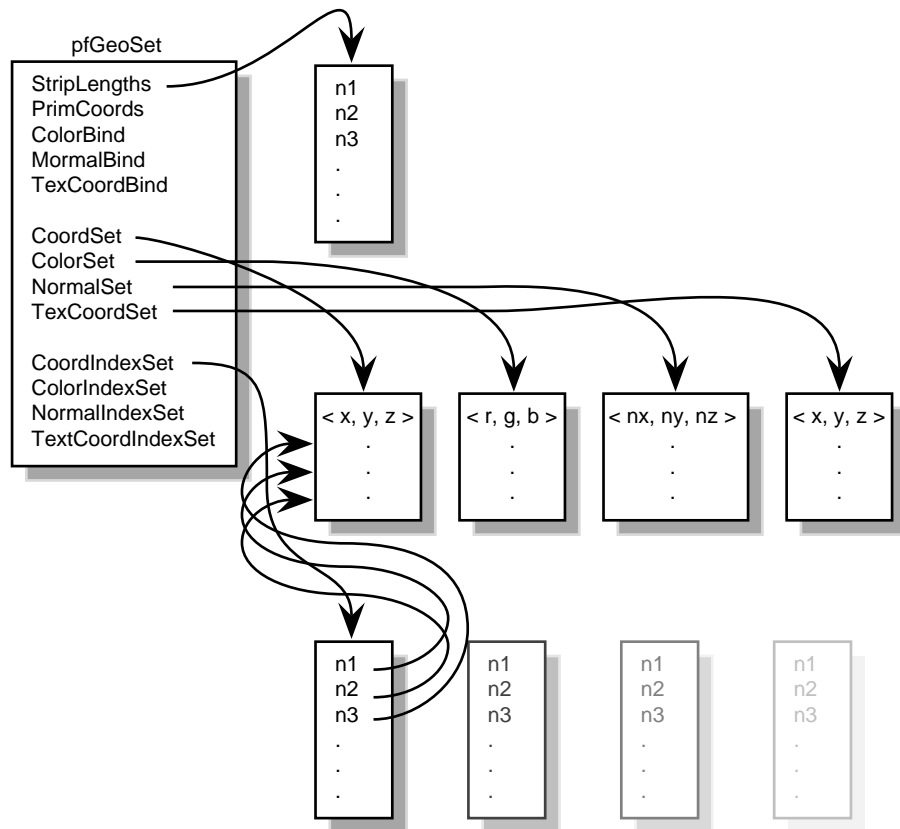 pfGeoSet
StripLengths
PrimCoords
ColorBind
MormalBind
TexCoordBind
CoordSet
ColorSet
NormalSet
TexCoordSet
CoordIndexSet
ColorIndexSet
NormalIndexSet
TextCoordIndexSet
n1
n2
n3
.
.
.
< x, y, z >
.
.
.
< r, g, b >
.
.
.
< nx, ny, nz >
.
.
.
< x, y, z >
.
.
.
n1
n2
n3
.
.
.
n1
n2
n3
.
.
.
n1
n2
n3
.
.
.
n1
n2
n3
.
.
.